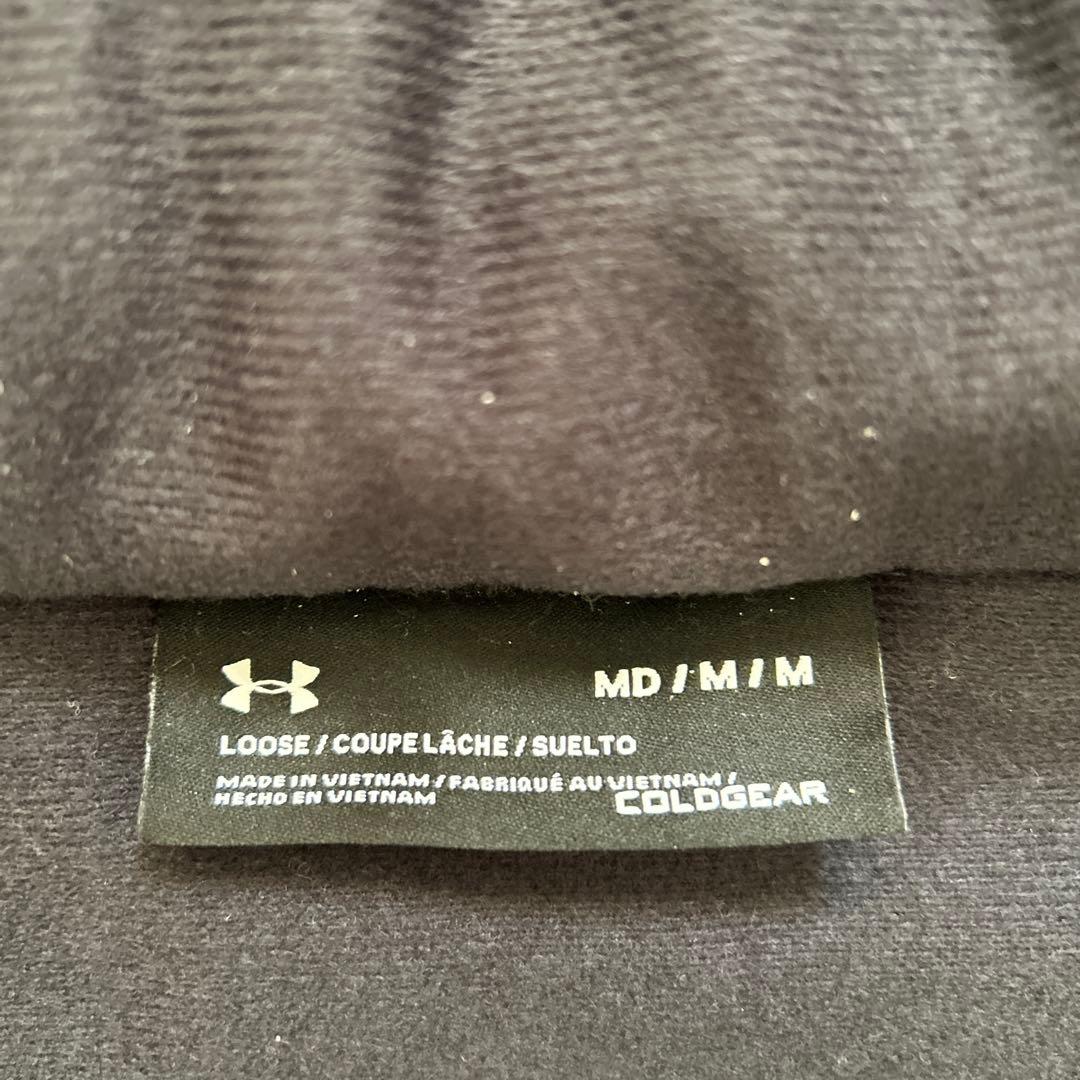 MD / M / M
LOOSE / COUPE LÂCHE / SUELTO
MADE IN VIETNAM / FABRIQUÉ AU VIETNAM /
HECHO EN VIETNAM
COLDGEAR